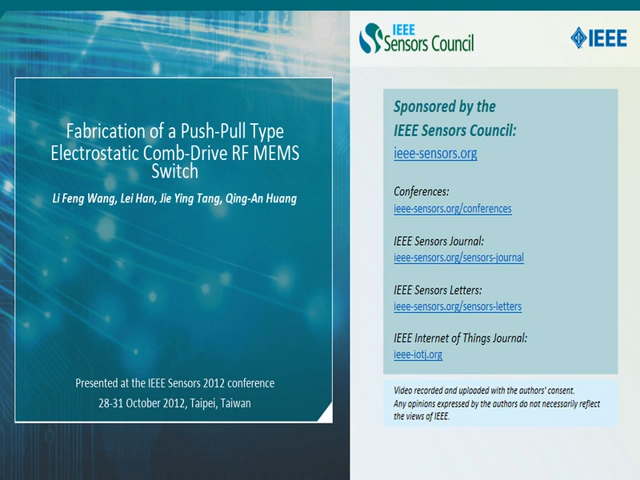 Fabrication of a Push-Pull Type
Electrostatic Comb-Drive RF MEMS
Switch
Li Feng Wang, Lei Han, Jie Ying Tang, Qing-An Huang
Presented at the IEEE Sensors 2012 conference
28-31 October 2012, Taipei, Taiwan
IEEE
Sensors Council
IEEE
Sponsored by the
IEEE Sensors Council:
ieee-sensors.org
Conferences:
ieee-sensors.org/conferences
IEEE Sensors Journal:
ieee-sensors.org/sensors-journal
IEEE Sensors Letters:
ieee-sensors.org/sensors-letters
IEEE Internet of Things Journal:
ieee-iotj.org
Video recorded and uploaded with the authors' consent.
Any opinions expressed by the authors do not necessarily reflect
the views of IEEE.